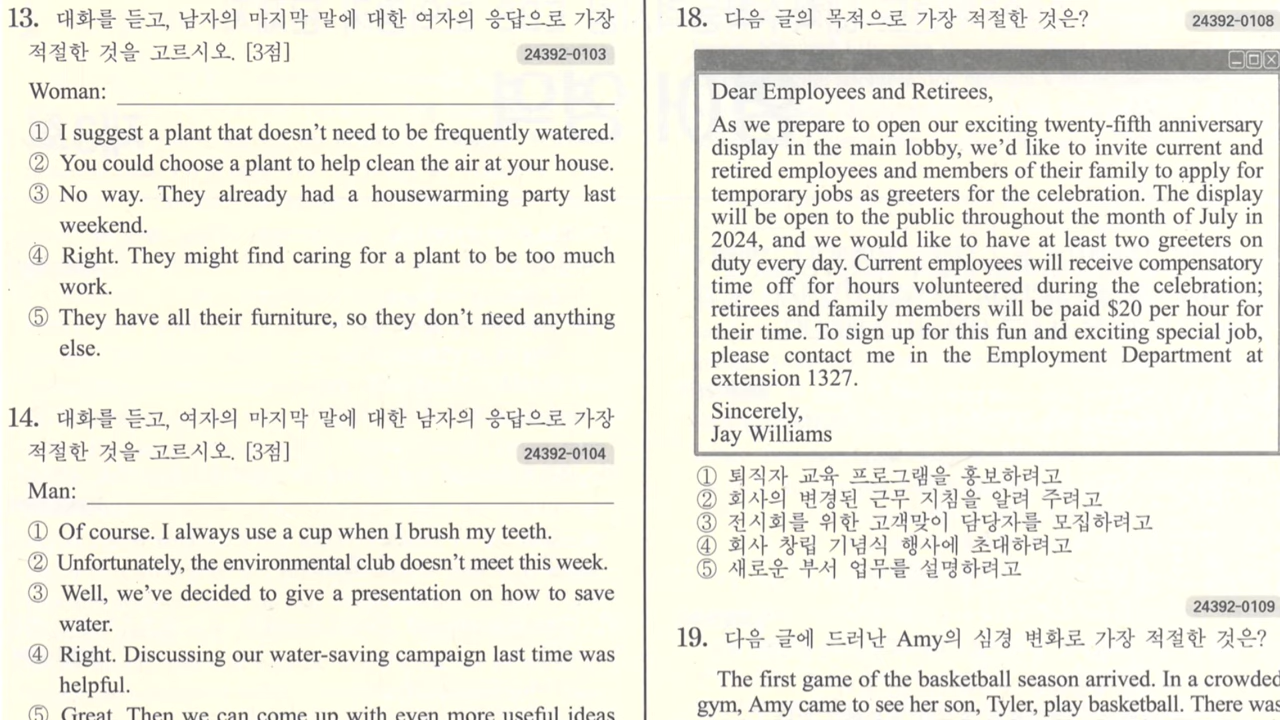 13. 대화를 듣고, 남자의 마지막 말에 대한 여자의 응답으로 가장
적절한 것을 고르시오. [3점]
24392-0103
Woman:
① I suggest a plant that doesn’t need to be frequently watered.
② You could choose a plant to help clean the air at your house.
③ No way. They already had a housewarming party last
weekend.
④ Right. They might find caring for a plant to be too much
work.
⑤ They have all their furniture, so they don’t need anything
else.
14. 대화를 듣고, 여자의 마지막 말에 대한 남자의 응답으로 가장
적절한 것을 고르시오. [3점]
24392-0104
Man:
① Of course. I always use a cup when I brush my teeth.
② Unfortunately, the environmental club doesn’t meet this week.
③ Well, we’ve decided to give a presentation on how to save
water.
④ Right. Discussing our water-saving campaign last time was
helpful.
⑤ Great. Then we can come up with even more useful ideas
18. 다음 글의 목적으로 가장 적절한 것은?
24392-0108
Dear Employees and Retirees,
As we prepare to open our exciting twenty-fifth anniversary
display in the main lobby, we’d like to invite current and
retired employees and members of their family to apply for
temporary jobs as greeters for the celebration. The display
will be open to the public throughout the month of July in
2024, and we would like to have at least two greeters on
duty every day. Current employees will receive compensatory
time off for hours volunteered during the celebration;
retirees and family members will be paid $20 per hour for
their time. To sign up for this fun and exciting special job,
please contact me in the Employment Department at
extension 1327.
Sincerely,
Jay Williams
① 퇴직자 교육 프로그램을 홍보하려고
② 회사의 변경된 근무 지침을 알려 주려고
③ 전시회를 위한 고객맞이 담당자를 모집하려고
④ 회사 창립 기념식 행사에 초대하려고
⑤ 새로운 부서 업무를 설명하려고
24392-0109
19. 다음 글에 드러난 Amy의 심경 변화로 가장 적절한 것은?
The first game of the basketball season arrived. In a crowded
gym, Amy came to see her son, Tyler, play basketball. There was